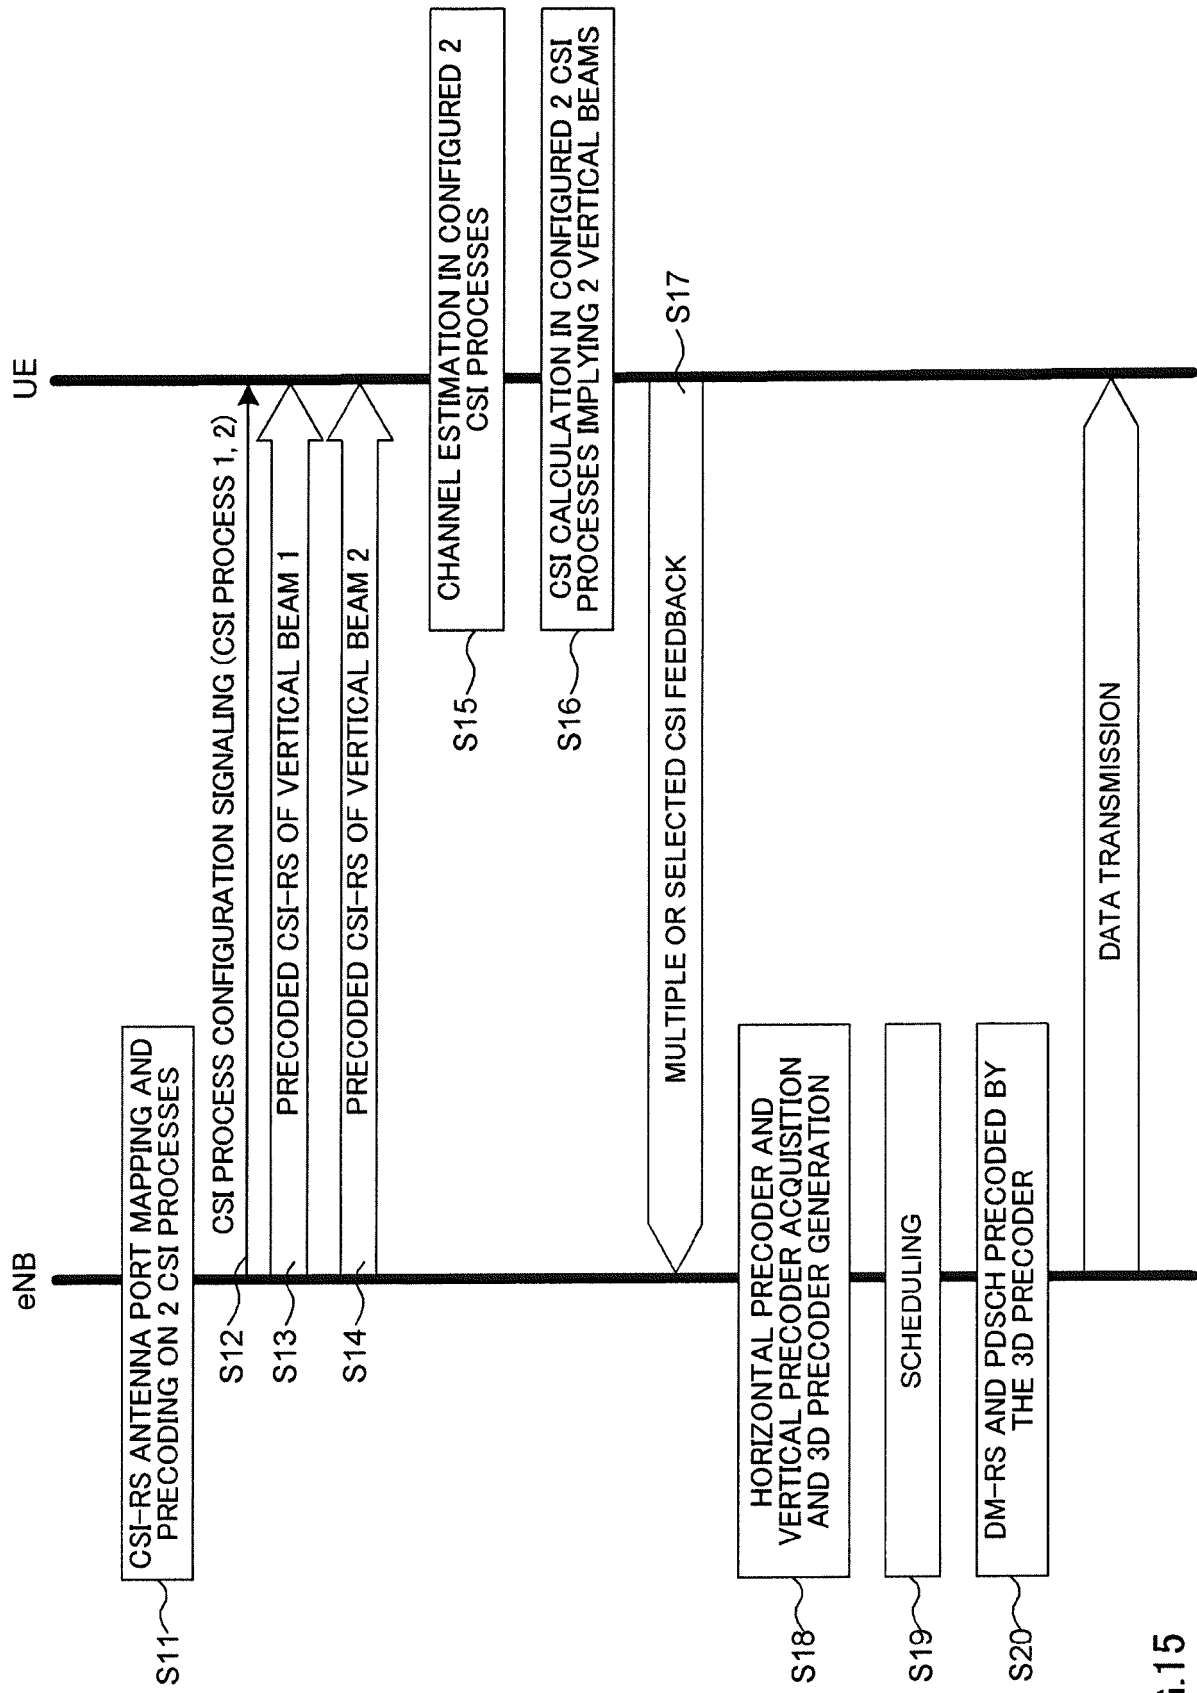 eNB
UE
S11
CSI-RS ANTENNA PORT MAPPING AND
PRECODING ON 2 CSI PROCESSES
CSI PROCESS CONFIGURATION SIGNALING (CSI PROCESS 1, 2)
S12
PRECODED CSI-RS OF VERTICAL BEAM 1
S13
PRECODED CSI-RS OF VERTICAL BEAM 2
S14
CHANNEL ESTIMATION IN CONFIGURED 2
CSI PROCESSES
S15
CSI CALCULATION IN CONFIGURED 2 CSI
PROCESSES IMPLYING 2 VERTICAL BEAMS
S16
MULTIPLE OR SELECTED CSI FEEDBACK
S17
HORIZONTAL PRECODER AND
VERTICAL PRECODER ACQUISITION
AND 3D PRECODER GENERATION
S18
SCHEDULING
S19
DM-RS AND PDSCH PRECODED BY
THE 3D PRECODER
S20
DATA TRANSMISSION
.15